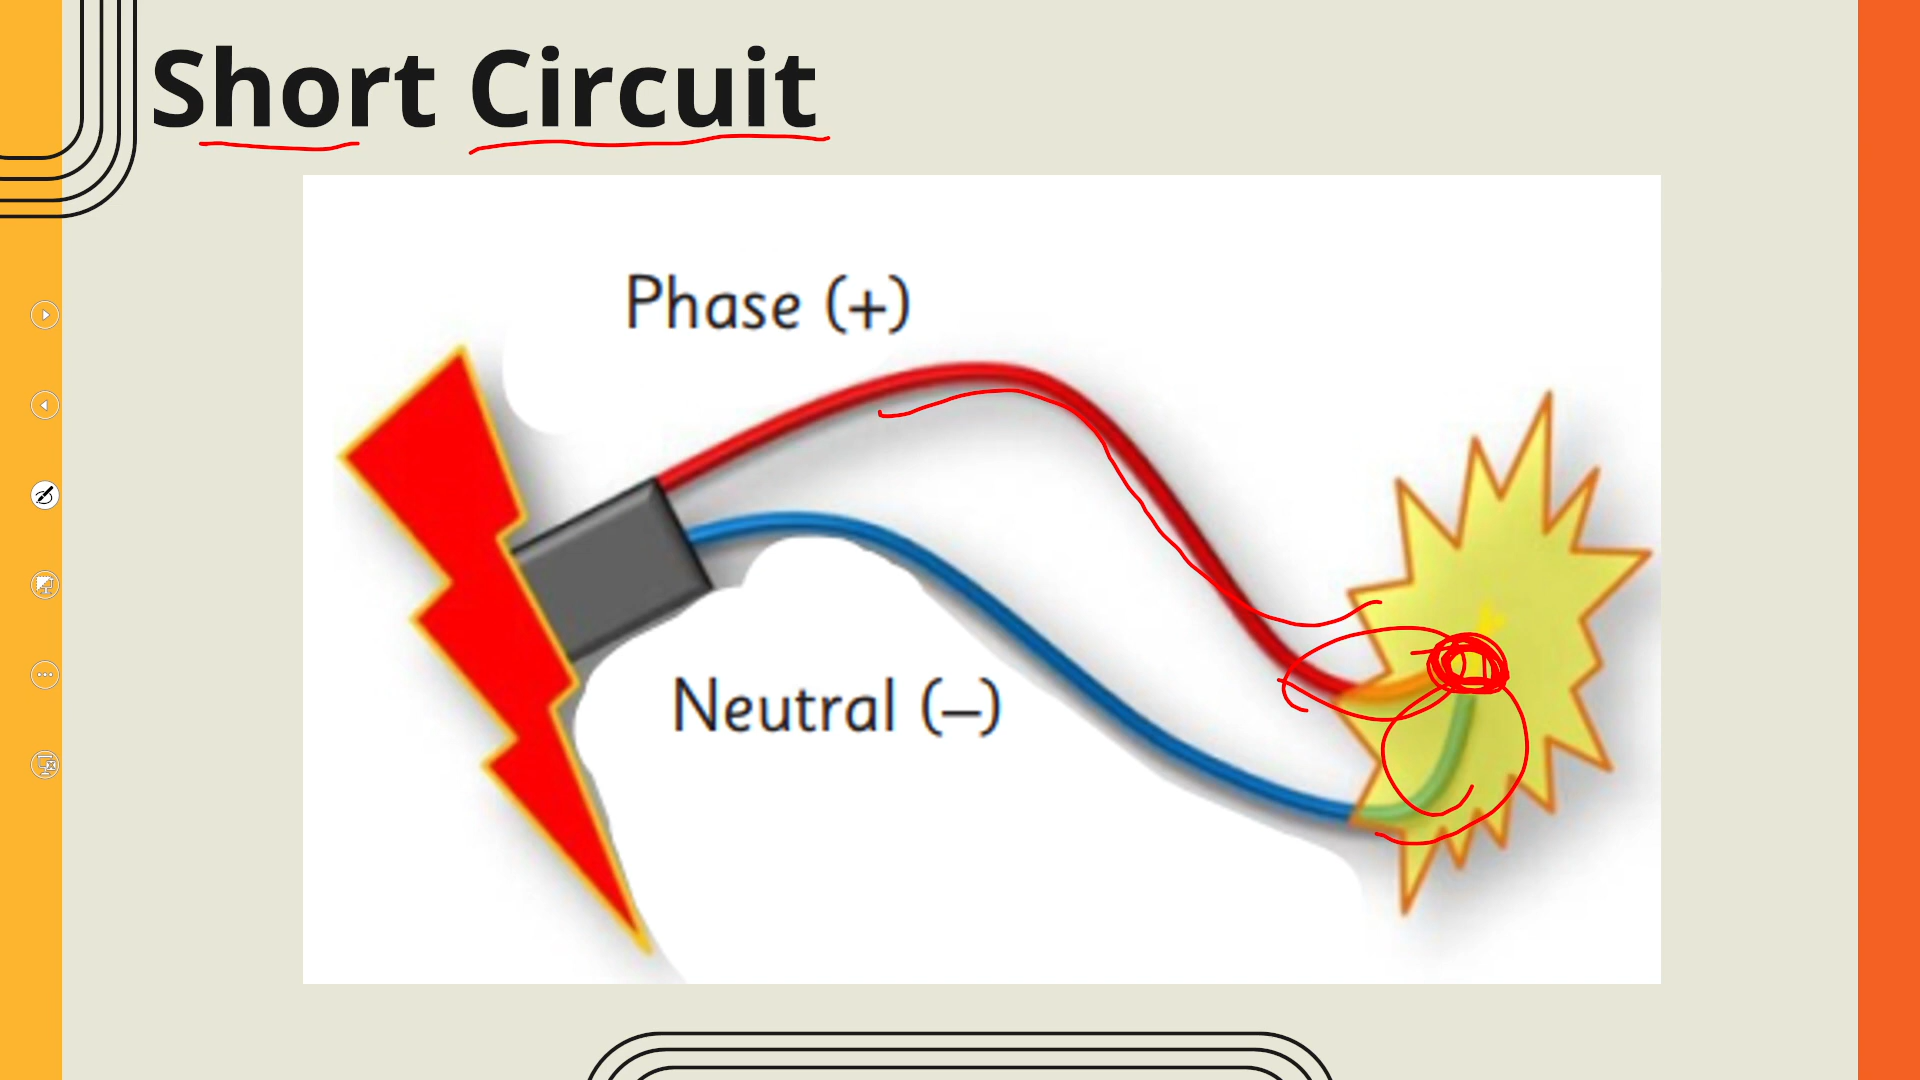 Short Circuit
Phase (+)
Neutral (–)